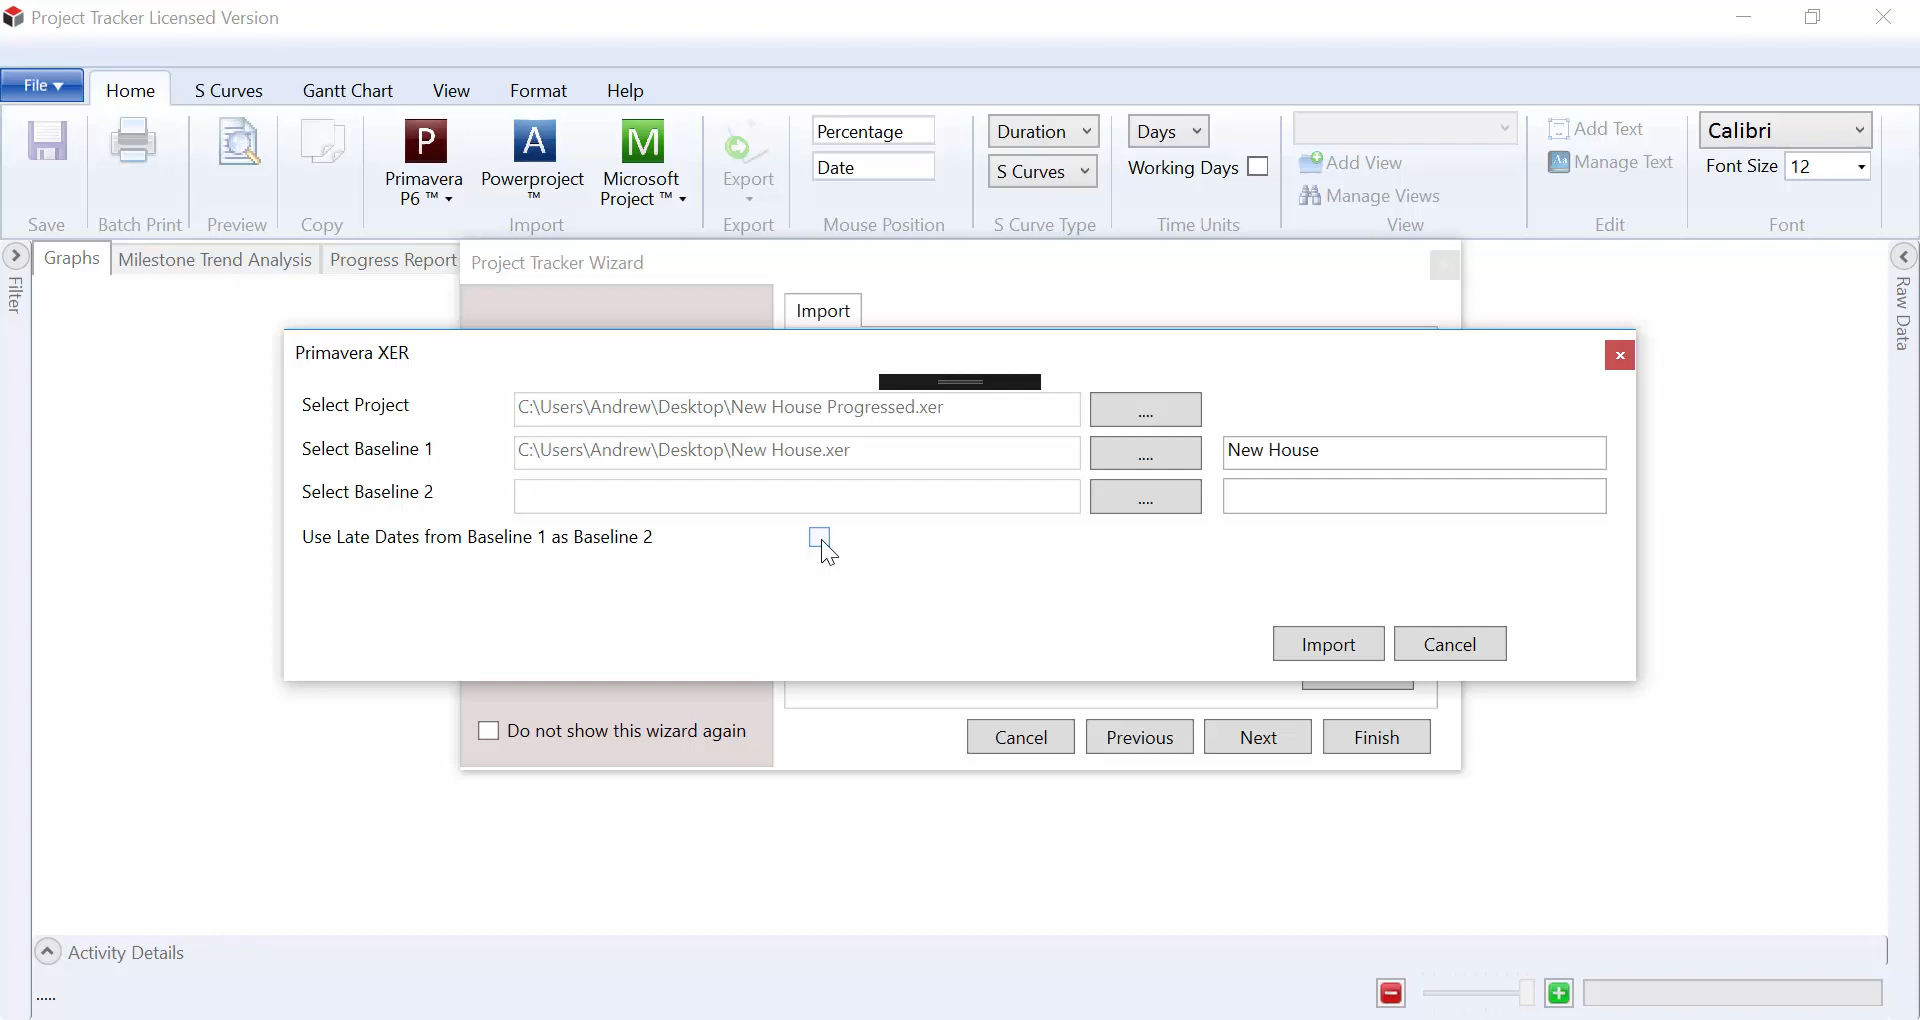 Project Tracker Licensed Version
File Home S Curves Gantt Chart View Format Help
Primavera P6 ™
Powerproject ™
Microsoft Project ™
Export
Percentage
Date
Duration
S Curves
Days
Working Days
Add View
Manage Views
Add Text
Manage Text
Calibri
Font Size 12
Save Batch Print Preview Copy Import Export Mouse Position S Curve Type Time Units View Edit Font
Filter
Graphs Milestone Trend Analysis Progress Report
Raw Data
Project Tracker Wizard
Import
Primavera XER
Select Project C:\Users\Andrew\Desktop\New House Progressed.xer ....
Select Baseline 1 C:\Users\Andrew\Desktop\New House.xer .... New House
Select Baseline 2 ....
Use Late Dates from Baseline 1 as Baseline 2
Import Cancel
Do not show this wizard again
Cancel Previous Next Finish
Activity Details
.....